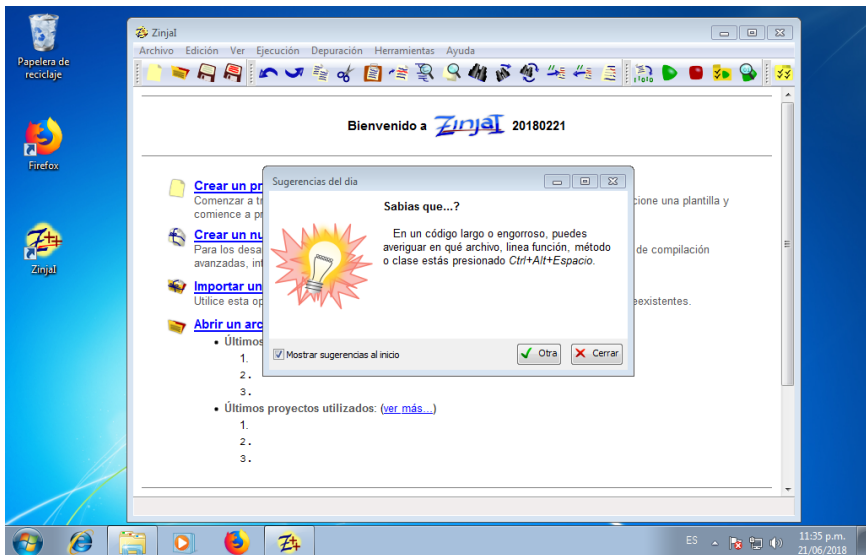 Papelera de
reciclaje
Firefox
ZinjaI
ZinjaI
Archivo Edición Ver Ejecución Depuración Herramientas Ayuda
Bienvenido a ZinjaI 20180221
Crear un pr
Comenzar a tr
cione una plantilla y
comience a pr
Crear un nu
Para los desa
de compilación
avanzadas, int
Importar un
Utilice esta op
eexistentes.
Abrir un arc
• Últimos
1.
2.
3.
• Últimos proyectos utilizados: (ver más...)
1.
2.
3.
Sugerencias del dia
Sabias que...?
En un código largo o engorroso, puedes
averiguar en qué archivo, linea función, método
o clase estás presionado Ctrl+Alt+Espacio.
Mostrar sugerencias al inicio
Otra
Cerrar
ES
11:35 p.m.
21/06/2018